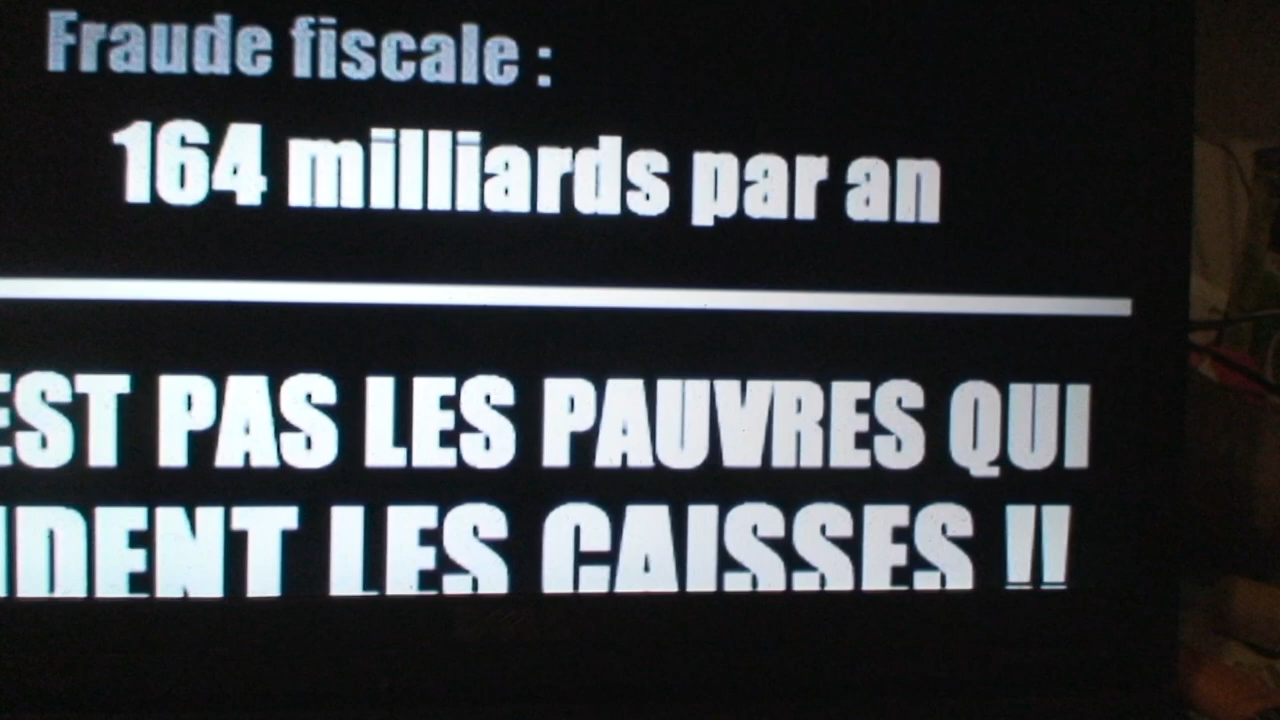 Fraude fiscale :
164 milliards par an
EST PAS LES PAUVRES QUI
IDENT LES CAISSES !!